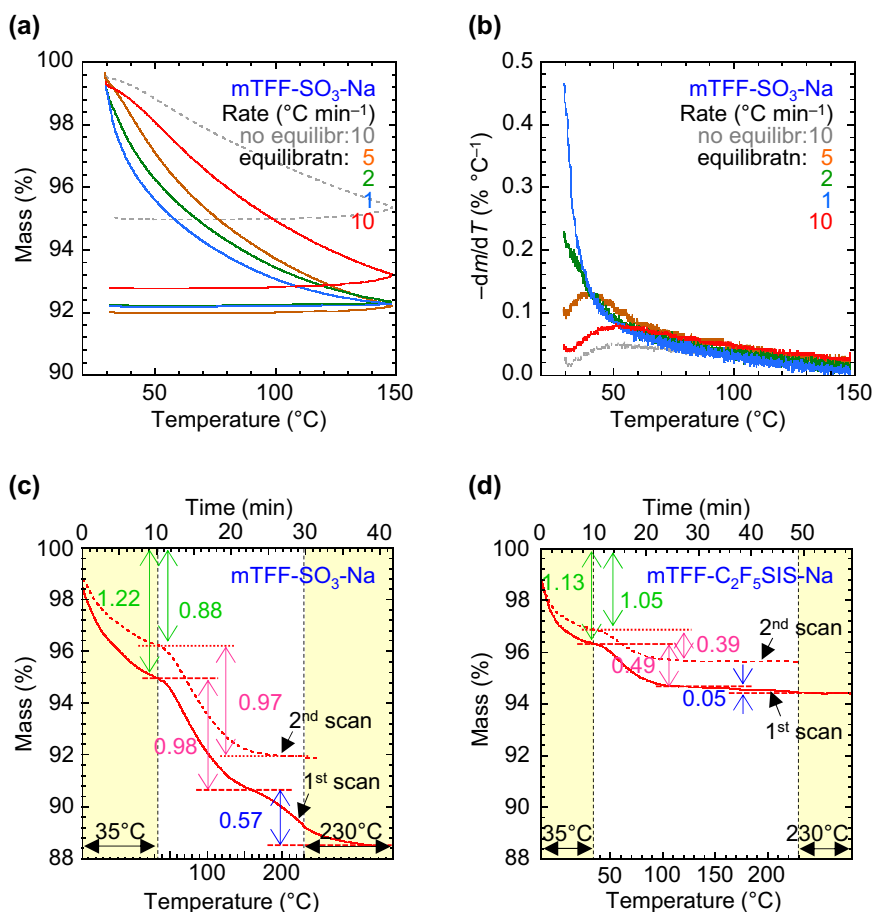 (a)
100
98
96
94
92
90
Mass (%)
50
100
150
Temperature (°C)
mTFF-SO₃-Na
Rate (°C min⁻¹)
no equilibr:10
equilibratn: 5
2
1
10
(b)
0.5
0.4
0.3
0.2
0.1
0.0
−dm/dT (% °C⁻¹)
50
100
150
Temperature (°C)
mTFF-SO₃-Na
Rate (°C min⁻¹)
no equilibr:10
equilibratn: 5
2
1
10
(c)
Time (min)
0
10
20
30
40
100
98
96
94
92
90
88
Mass (%)
mTFF-SO₃-Na
1.22
0.88
0.97
0.98
2ⁿᵈ scan
1ˢᵗ scan
0.57
35°C
230°C
100
200
Temperature (°C)
(d)
Time (min)
0
10
20
30
40
50
100
98
96
94
92
90
88
Mass (%)
mTFF-C₂F₅SIS-Na
1.13
1.05
0.39
0.49
2ⁿᵈ scan
0.05
1ˢᵗ scan
35°C
230°C
50
100
150
200
Temperature (°C)